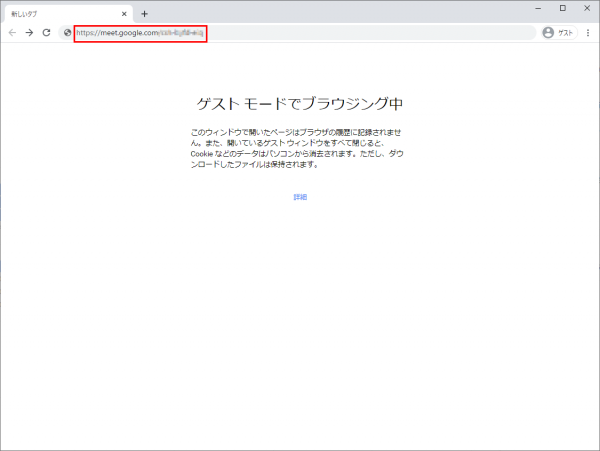 新しいタブ
https://meet.google.com/
ゲスト
ゲスト モードでブラウジング中
このウィンドウで開いたページはブラウザの履歴に記録されませ
ん。また、開いているゲスト ウィンドウをすべて閉じると、
Cookie などのデータはパソコンから消去されます。ただし、ダウ
ンロードしたファイルは保持されます。
詳細